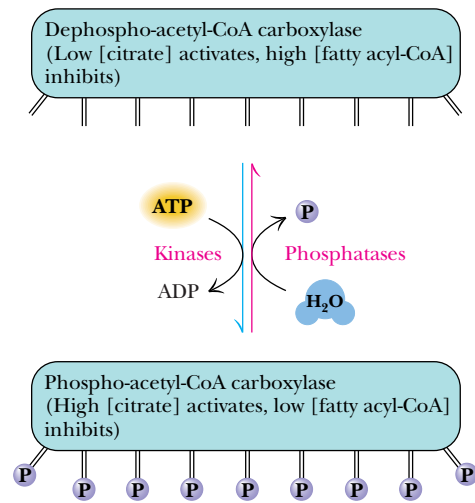 Dephospho-acetyl-CoA carboxylase
(Low [citrate] activates, high [fatty acyl-CoA]
inhibits)
ATP
P
Kinases
Phosphatases
ADP
H₂O
Phospho-acetyl-CoA carboxylase
(High [citrate] activates, low [fatty acyl-CoA]
inhibits)
P P
P P P P P P P